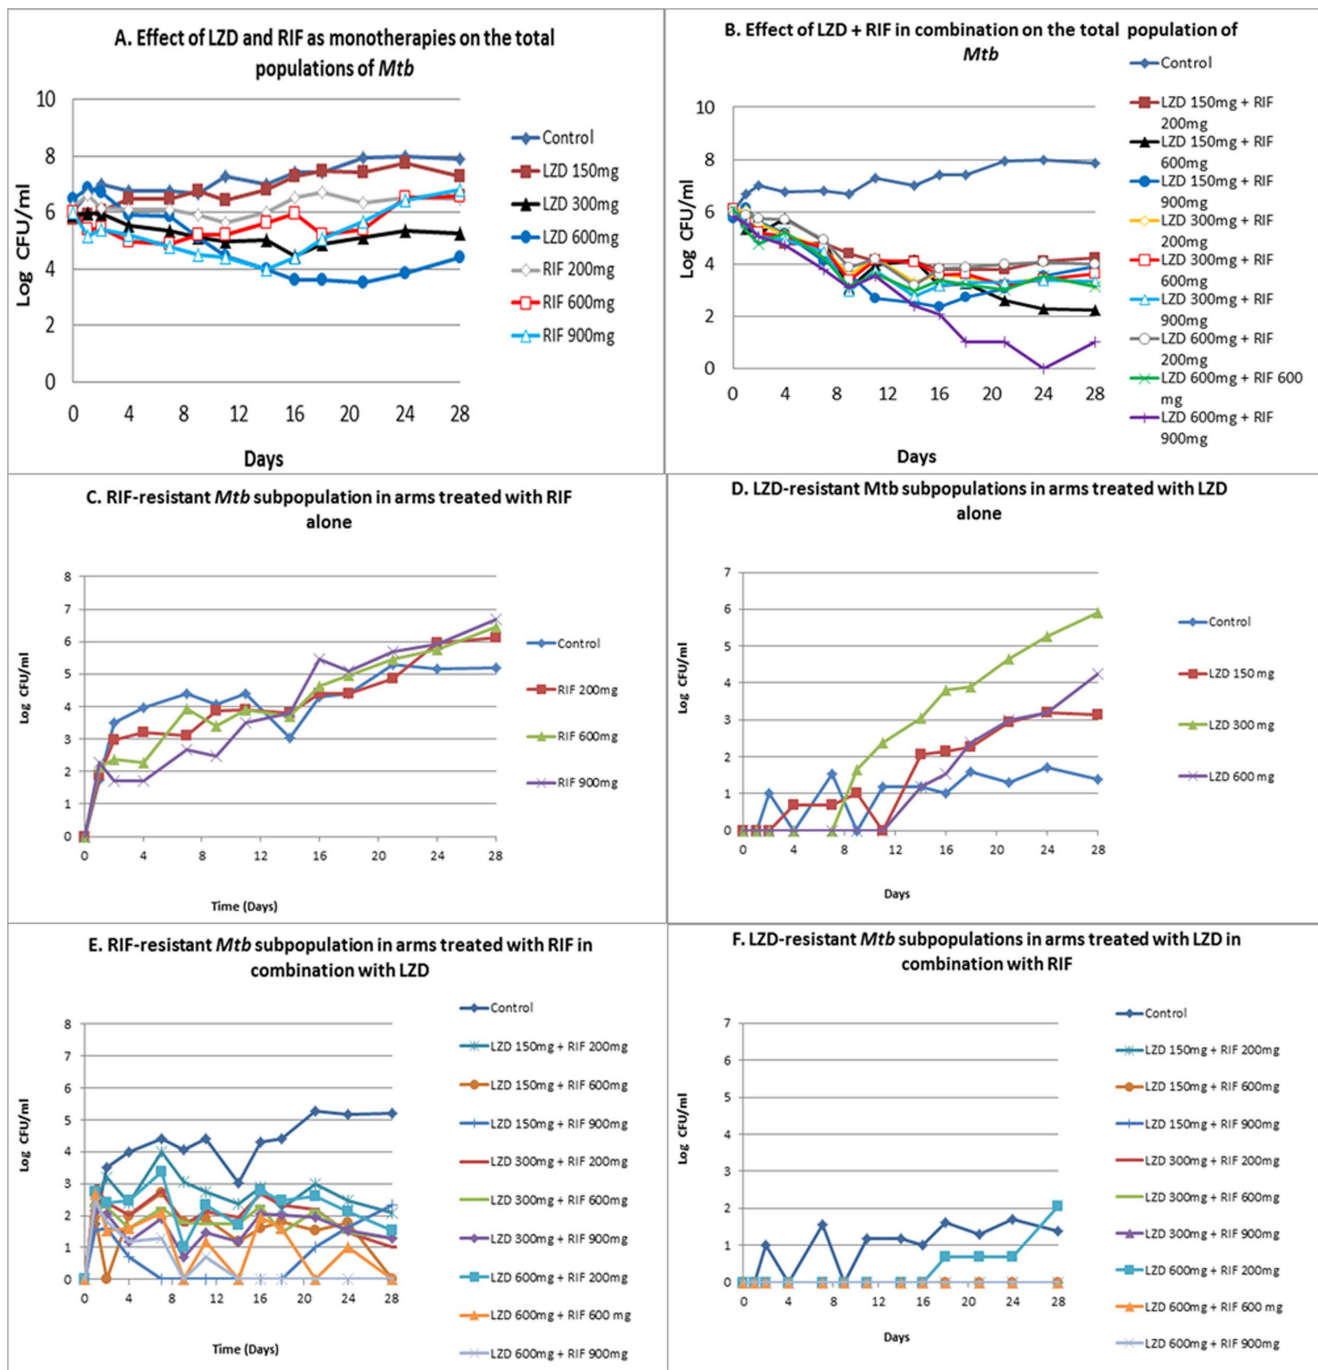 A. Effect of LZD and RIF as monotherapies on the total
populations of Mtb
10
8
6
4
2
0
Log CFU/ml
0 4 8 12 16 20 24 28
Days
Control
LZD 150mg
LZD 300mg
LZD 600mg
RIF 200mg
RIF 600mg
RIF 900mg
B. Effect of LZD + RIF in combination on the total population of
Mtb
10
8
6
4
2
0
Log CFU/ml
0 4 8 12 16 20 24 28
Days
Control
LZD 150mg + RIF
200mg
LZD 150mg + RIF
600mg
LZD 150mg + RIF
900mg
LZD 300mg + RIF
200mg
LZD 300mg + RIF
600mg
LZD 300mg + RIF
900mg
LZD 600mg + RIF
200mg
LZD 600mg + RIF 600
mg
LZD 600mg + RIF
900mg
C. RIF-resistant Mtb subpopulation in arms treated with RIF
alone
8
7
6
5
4
3
2
1
0
Log CFU/ml
0 4 8 12 16 20 24 28
Time (Days)
Control
RIF 200mg
RIF 600mg
RIF 900mg
D. LZD-resistant Mtb subpopulations in arms treated with LZD
alone
7
6
5
4
3
2
1
0
Log CFU/ml
0 4 8 12 16 20 24 28
Days
Control
LZD 150 mg
LZD 300 mg
LZD 600 mg
E. RIF-resistant Mtb subpopulation in arms treated with RIF in
combination with LZD
8
7
6
5
4
3
2
1
0
Log CFU/ml
0 4 8 12 16 20 24 28
Time (Days)
Control
LZD 150mg + RIF 200mg
LZD 150mg + RIF 600mg
LZD 150mg + RIF 900mg
LZD 300mg + RIF 200mg
LZD 300mg + RIF 600mg
LZD 300mg + RIF 900mg
LZD 600mg + RIF 200mg
LZD 600mg + RIF 600 mg
LZD 600mg + RIF 900mg
F. LZD-resistant Mtb subpopulations in arms treated with LZD in
combination with RIF
7
6
5
4
3
2
1
0
Log CFU/ml
0 4 8 12 16 20 24 28
Days
Control
LZD 150mg + RIF 200mg
LZD 150mg + RIF 600mg
LZD 150mg + RIF 900mg
LZD 300mg + RIF 200mg
LZD 300mg + RIF 600mg
LZD 300mg + RIF 900mg
LZD 600mg + RIF 200mg
LZD 600mg + RIF 600 mg
LZD 600mg + RIF 900mg